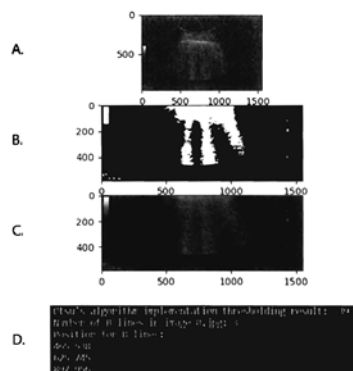 A.
0
500
0 500 1000 1500
B.
0
200
400
0 500 1000 1500
C.
0
200
400
0 500 1000 1500
D.
Otsu's algorithm implementation thresholding result:
Number of B lines in image
Position for B lines: